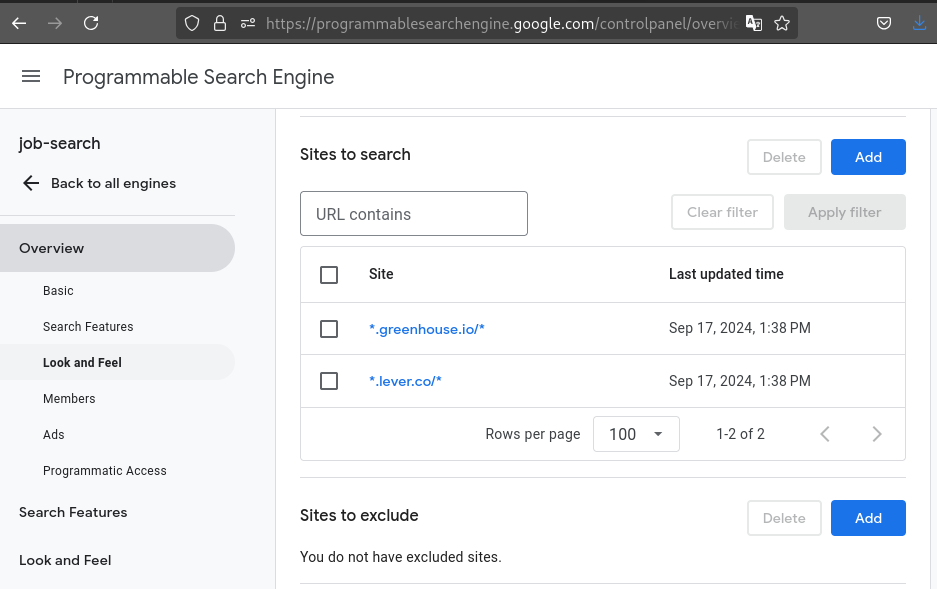 https://programmablesearchengine.google.com/controlpanel/overvie
Programmable Search Engine
job-search
Back to all engines
Overview
Basic
Search Features
Look and Feel
Members
Ads
Programmatic Access
Search Features
Look and Feel
Sites to search
Delete
Add
URL contains
Clear filter
Apply filter
Site Last updated time
*.greenhouse.io/* Sep 17, 2024, 1:38 PM
*.lever.co/* Sep 17, 2024, 1:38 PM
Rows per page 100 1-2 of 2
Sites to exclude
Delete
Add
You do not have excluded sites.